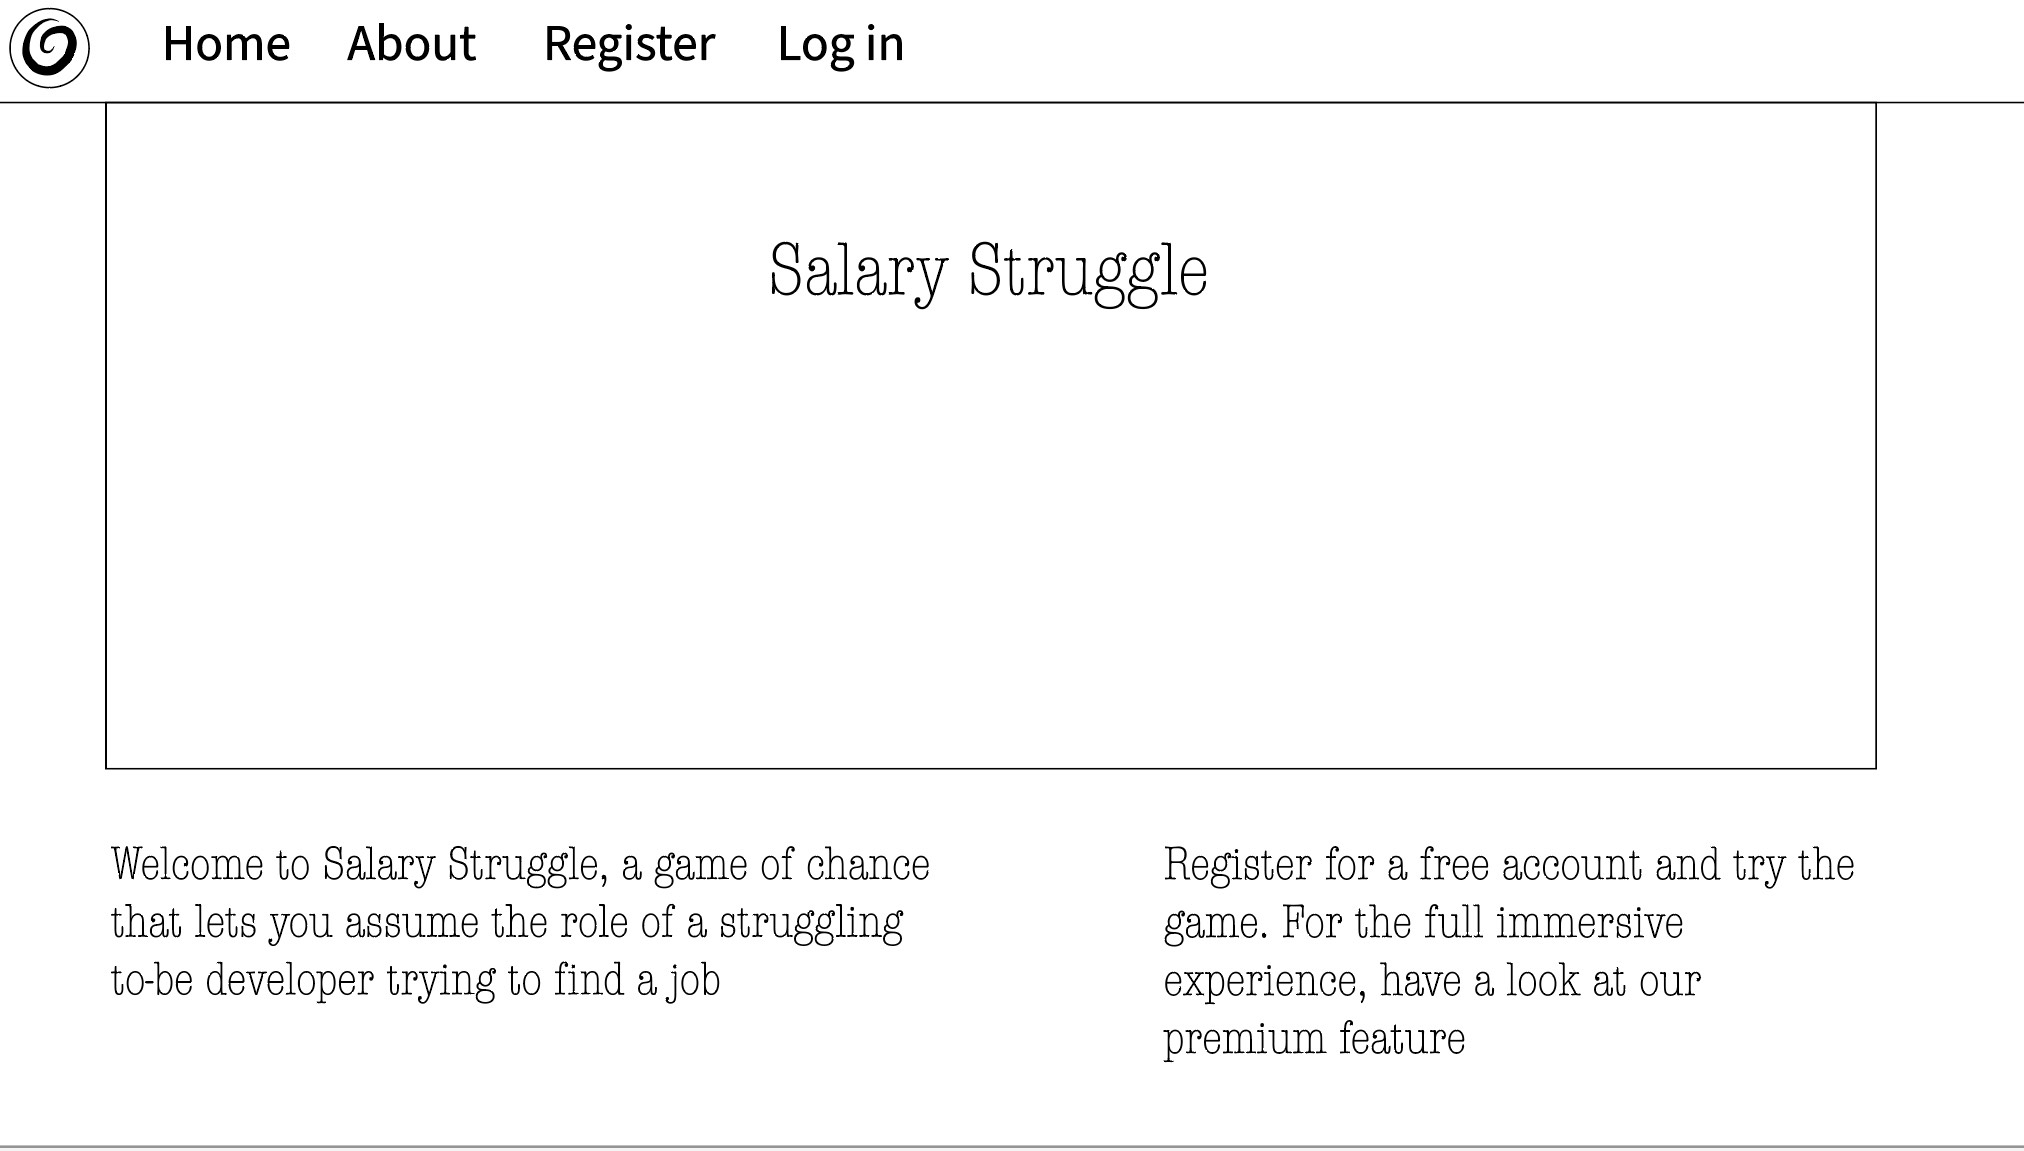 Home About Register Log in
Salary Struggle
Welcome to Salary Struggle, a game of chance
that lets you assume the role of a struggling
to-be developer trying to find a job
Register for a free account and try the
game. For the full immersive
experience, have a look at our
premium feature